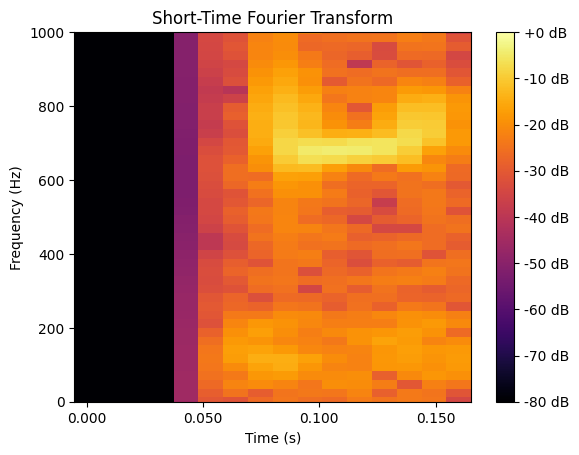 Short-Time Fourier Transform
1000
800
600
400
200
0
Frequency (Hz)
0.000
0.050
0.100
0.150
Time (s)
+0 dB
-10 dB
-20 dB
-30 dB
-40 dB
-50 dB
-60 dB
-70 dB
-80 dB